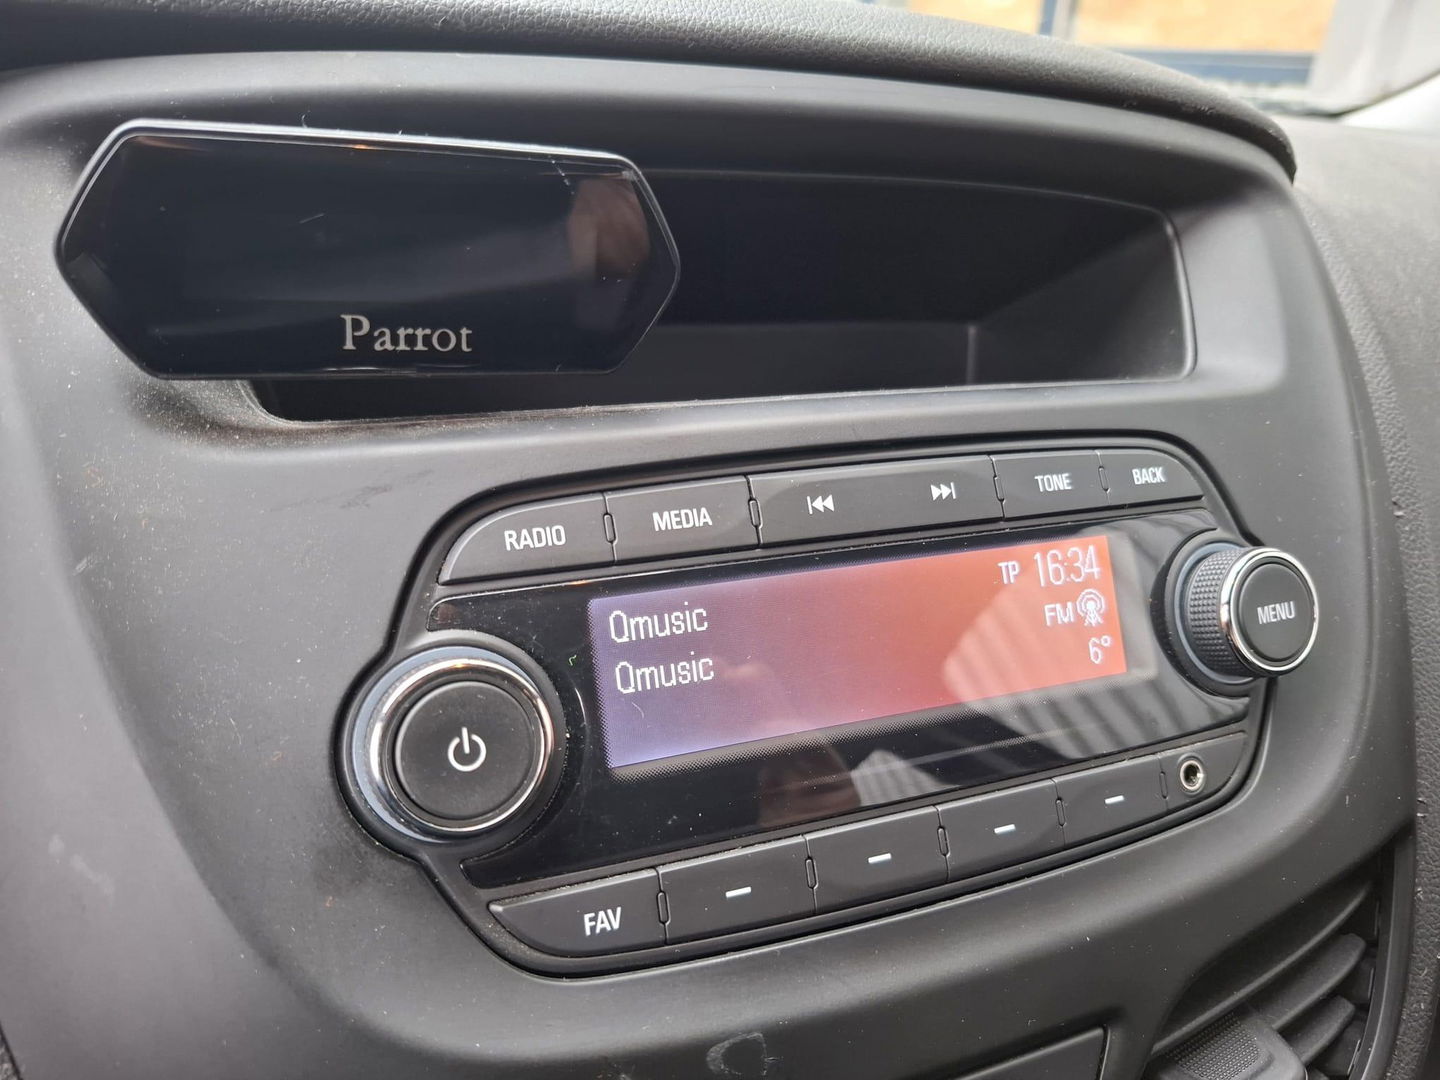 Parrot
RADIO
MEDIA
TONE
BACK
TP 16:34
Qmusic
FM
Qmusic
6°
MENU
FAV